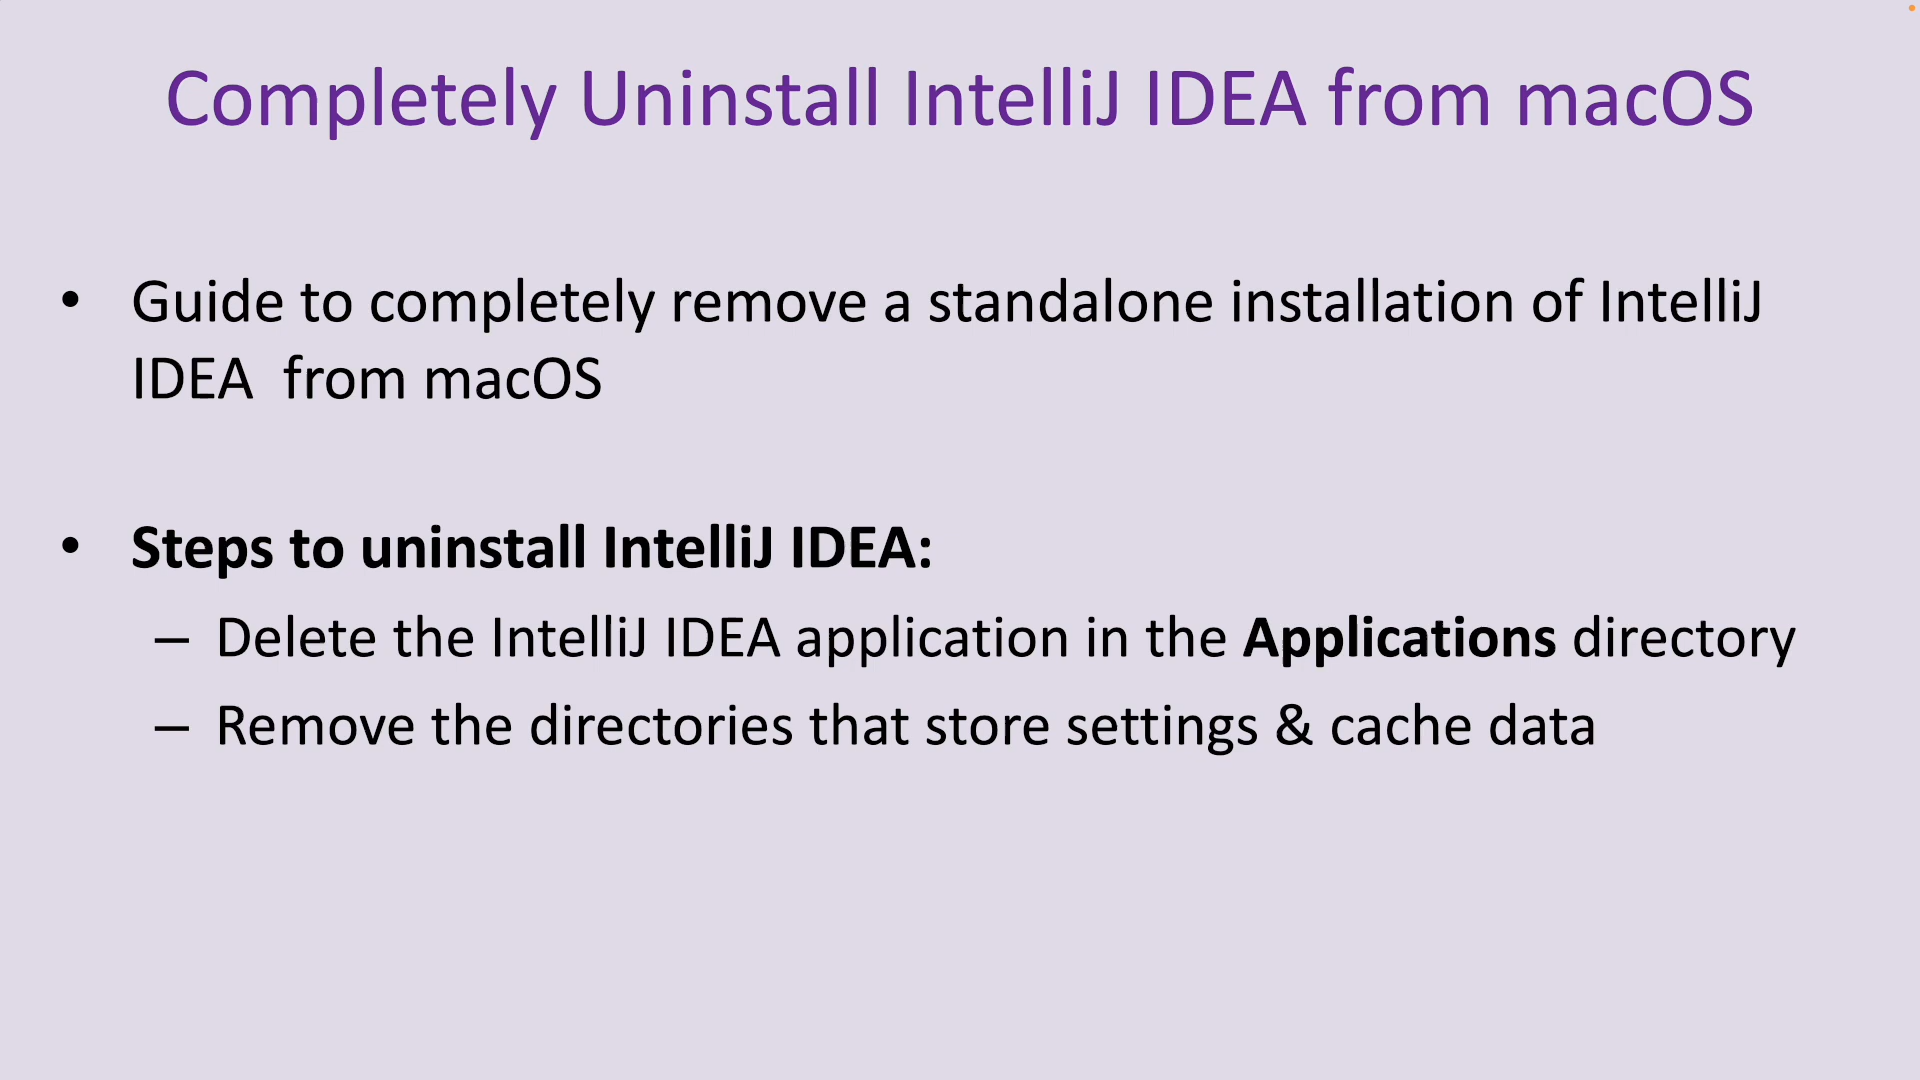 Completely Uninstall IntelliJ IDEA from macOS
• Guide to completely remove a standalone installation of IntelliJ
IDEA  from macOS
• Steps to uninstall IntelliJ IDEA:
– Delete the IntelliJ IDEA application in the Applications directory
– Remove the directories that store settings & cache data